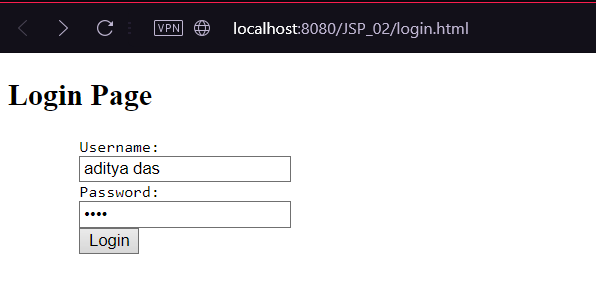 VPN localhost:8080/JSP_02/login.html
Login Page
Username:
aditya das
Password:
••••
Login